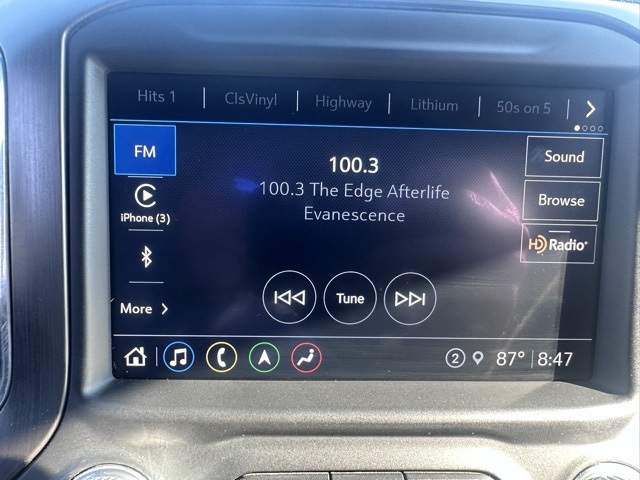 Hits 1 ClsVinyl Highway Lithium 50s on 5
FM
100.3
Sound
100.3 The Edge Afterlife
Evanescence
iPhone (3)
Browse
HD Radio
More
Tune
2 87° 8:47